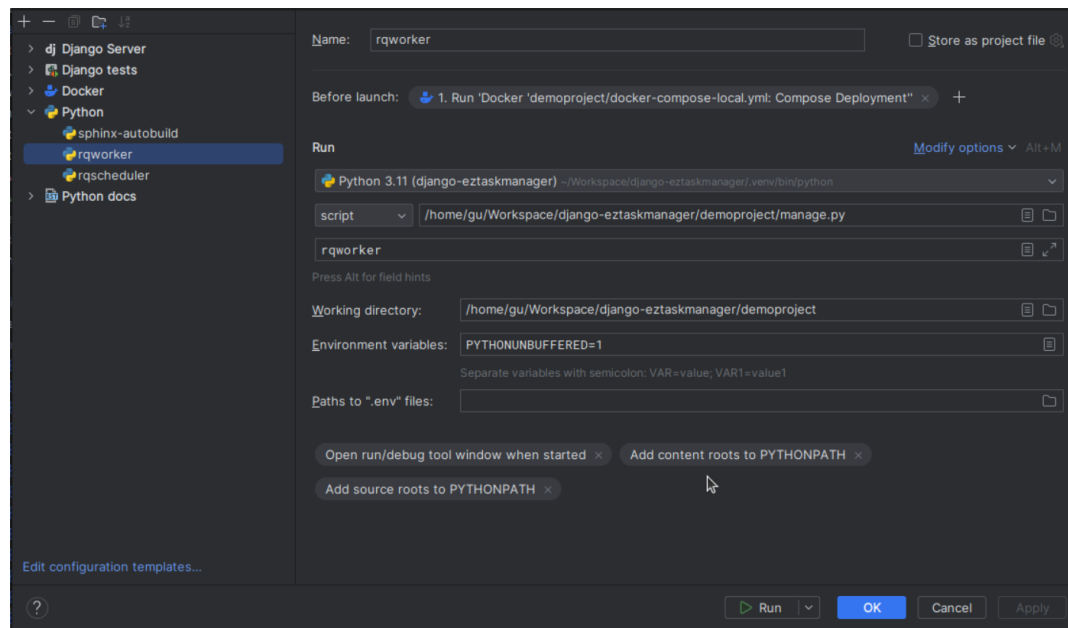 Django Server
Django tests
Docker
Python
sphinx-autobuild
rqworker
rqscheduler
Python docs
Edit configuration templates...
?
Name: rqworker
Store as project file
Before launch: 1. Run 'Docker 'demoproject/docker-compose-local.yml: Compose Deployment''
Run
Modify options Alt+M
Python 3.11 (django-eztaskmanager) ~/Workspace/django-eztaskmanager/.venv/bin/python
script /home/gu/Workspace/django-eztaskmanager/demoproject/manage.py
rqworker
Press Alt for field hints
Working directory: /home/gu/Workspace/django-eztaskmanager/demoproject
Environment variables: PYTHONUNBUFFERED=1
Separate variables with semicolon: VAR=value; VAR1=value1
Paths to ".env" files:
Open run/debug tool window when started
Add content roots to PYTHONPATH
Add source roots to PYTHONPATH
Run OK Cancel Apply